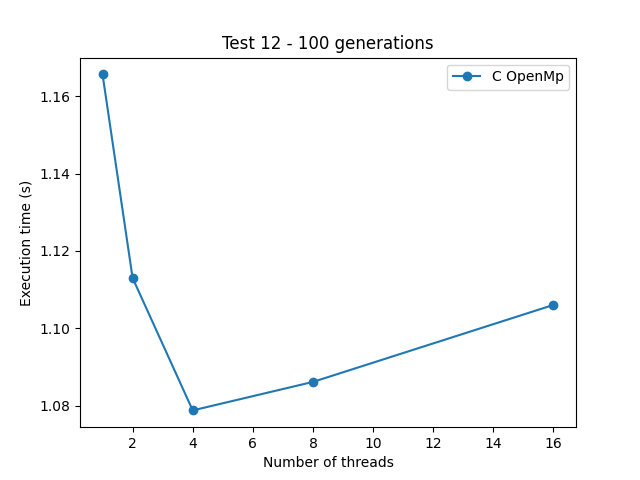 Test 12 - 100 generations
C OpenMp
Execution time (s)
1.16
1.14
1.12
1.10
1.08
2 4 6 8 10 12 14 16
Number of threads